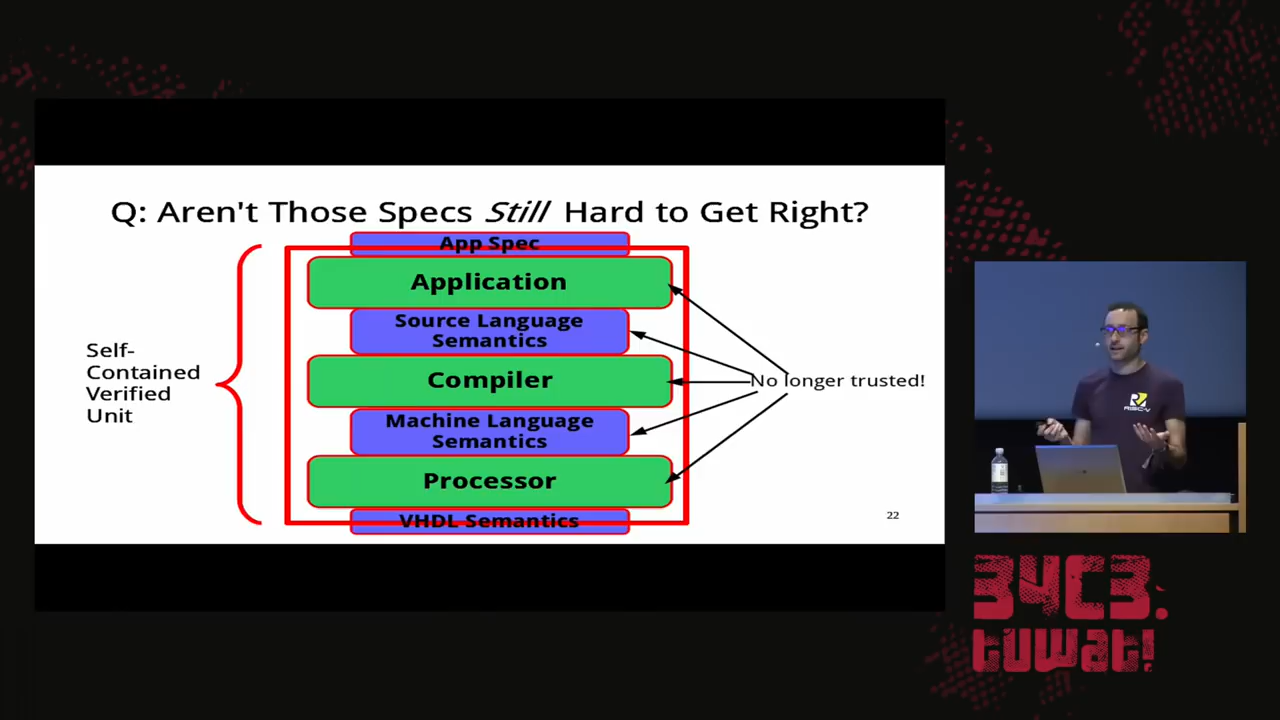 Q: Aren't Those Specs Still Hard to Get Right?
App Spec
Application
Source Language
Semantics
Compiler
Machine Language
Semantics
Processor
VHDL Semantics
Self-
Contained
Verified
Unit
No longer trusted!
22
RISC-V
34C3.
tuwat!